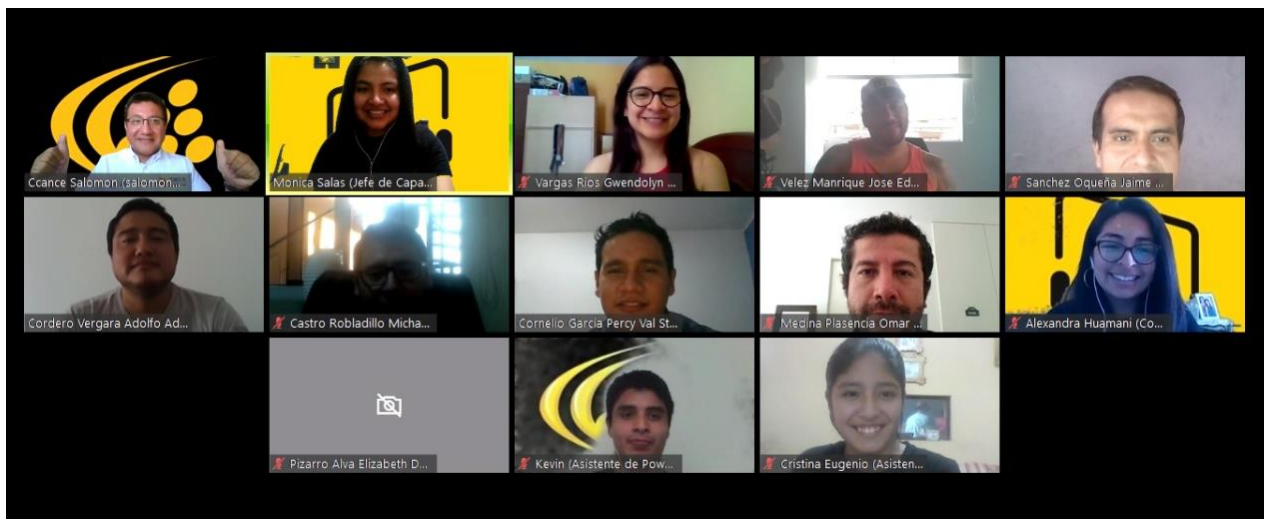 Ccance Salomon (salomon...
Monica Salas (Jefe de Capa...
Vargas Rios Gwendolyn ...
Velez Manrique Jose Ed...
Sanchez Oqueña Jaime ...
Cordero Vergara Adolfo Ad...
Castro Robladillo Micha...
Cornelio Garcia Percy Val St...
Medina Plasencia Omar ...
Alexandra Huamani (Co...
Pizarro Alva Elizabeth D...
Kevin (Asistente de Pow...
Cristina Eugenio (Asisten...